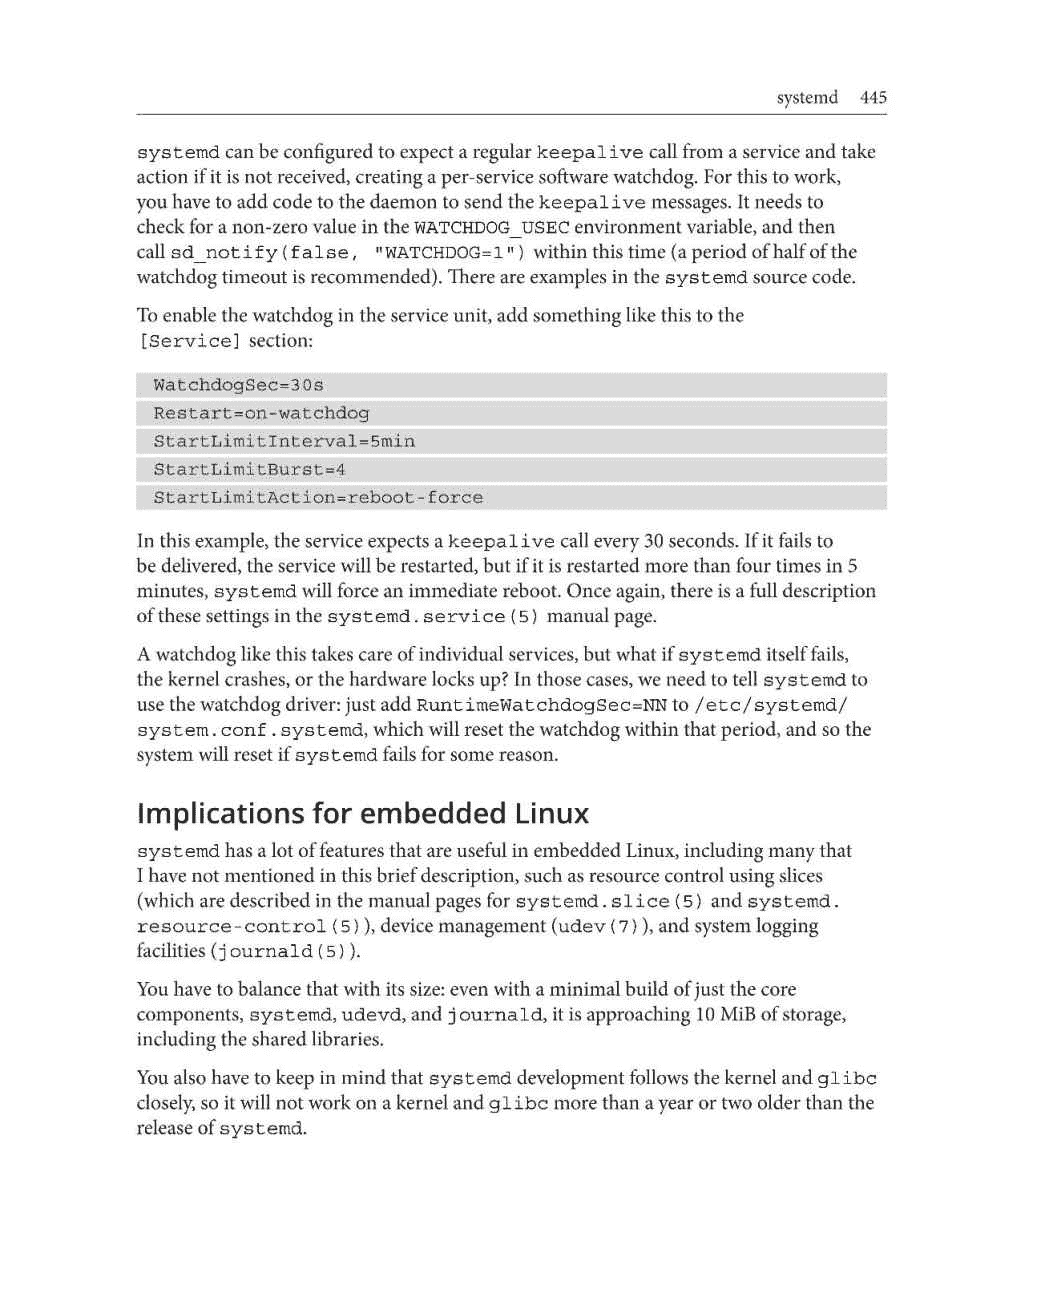 systemd 445
systemd can be configured to expect a regular keepalive call from a service and take
action if it is not received, creating a per-service software watchdog. For this to work,
you have to add code to the daemon to send the keepalive messages. It needs to
check for a non-zero value in the WATCHDOG_USEC environment variable, and then
call sd_notify(false, "WATCHDOG=1") within this time (a period of half of the
watchdog timeout is recommended). There are examples in the systemd source code.
To enable the watchdog in the service unit, add something like this to the
[Service] section:
WatchdogSec=30s
Restart=on-watchdog
StartLimitInterval=5min
StartLimitBurst=4
StartLimitAction=reboot-force
In this example, the service expects a keepalive call every 30 seconds. If it fails to
be delivered, the service will be restarted, but if it is restarted more than four times in 5
minutes, systemd will force an immediate reboot. Once again, there is a full description
of these settings in the systemd.service(5) manual page.
A watchdog like this takes care of individual services, but what if systemd itself fails,
the kernel crashes, or the hardware locks up? In those cases, we need to tell systemd to
use the watchdog driver: just add RuntimeWatchdogSec=NN to /etc/systemd/
system.conf.systemd, which will reset the watchdog within that period, and so the
system will reset if systemd fails for some reason.
Implications for embedded Linux
systemd has a lot of features that are useful in embedded Linux, including many that
I have not mentioned in this brief description, such as resource control using slices
(which are described in the manual pages for systemd.slice(5) and systemd.
resource-control(5)), device management (udev(7)), and system logging
facilities (journald(5)).
You have to balance that with its size: even with a minimal build of just the core
components, systemd, udevd, and journald, it is approaching 10 MiB of storage,
including the shared libraries.
You also have to keep in mind that systemd development follows the kernel and glibc
closely, so it will not work on a kernel and glibc more than a year or two older than the
release of systemd.